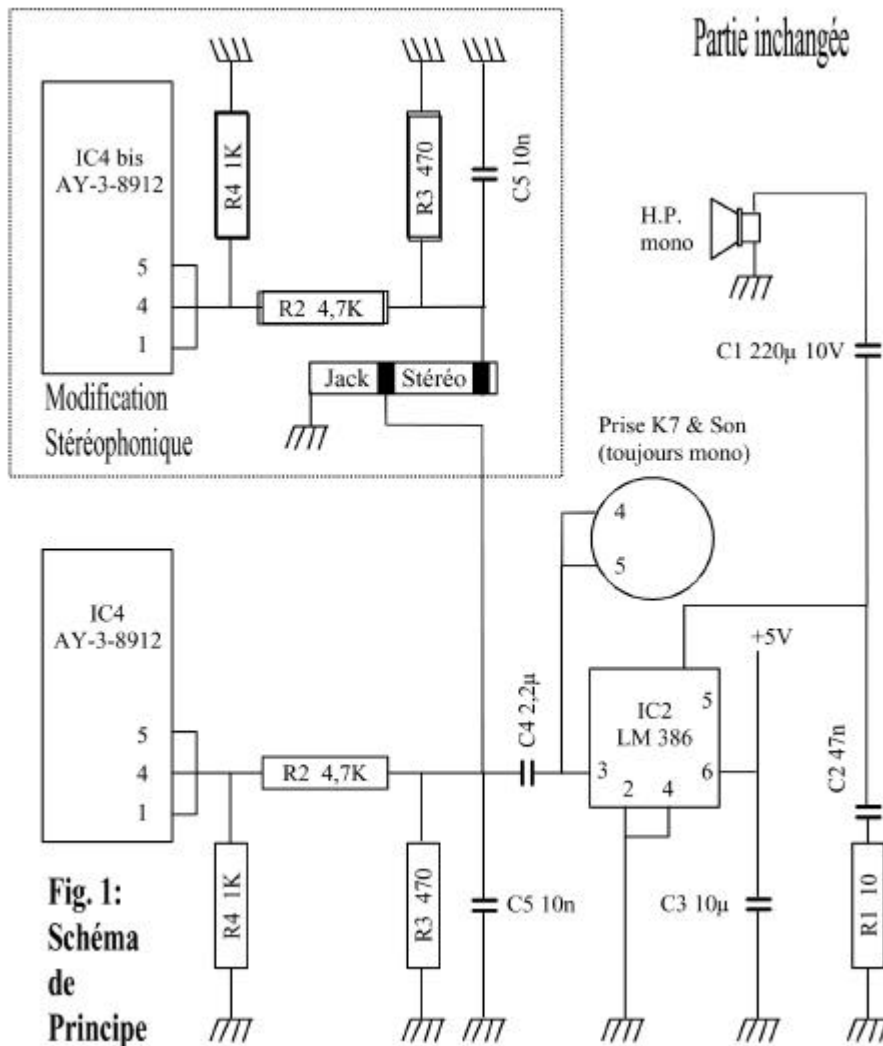 Partie inchangée
IC4 bis
AY-3-8912
5
4
1
R4 1K
R3 470
C5 10n
R2 4,7K
Jack Stéréo
Modification
Stéréophonique
H.P.
mono
C1 220µ 10V
Prise K7 & Son
(toujours mono)
4
5
+5V
IC4
AY-3-8912
5
4
1
R2 4,7K
C4 2,2µ
IC2
LM 386
5
3
6
2
4
C2 47n
R4 1K
R3 470
C5 10n
C3 10µ
R1 10
Fig. 1:
Schéma
de
Principe